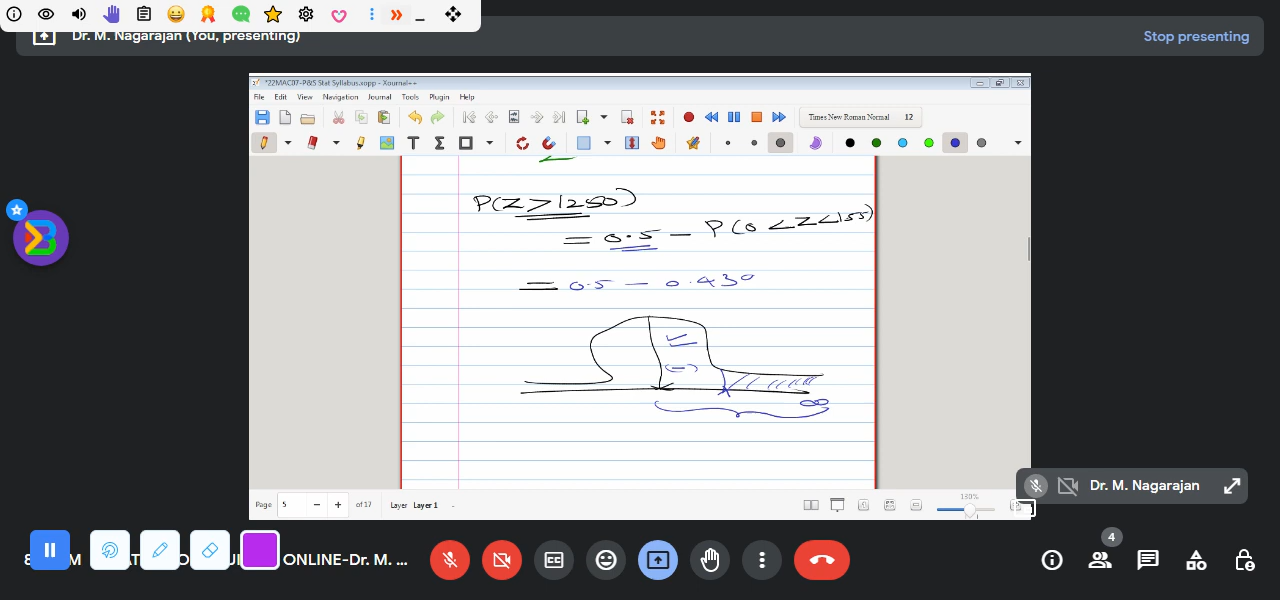 Dr. M. Nagarajan (You, presenting)
Stop presenting
*22MAC07-P&S Stat Syllabus.xopp - Xournal++
File Edit View Navigation Journal Tools Plugin Help
Times New Roman Normal 12
P(Z > 1250)
= 0.5 - P(0 < Z < 1.55)
= 0.5 - 0.430
(-)
∞
Page 5 of 17 Layer Layer 1
130%
Dr. M. Nagarajan
4
ONLINE-Dr. M. ...